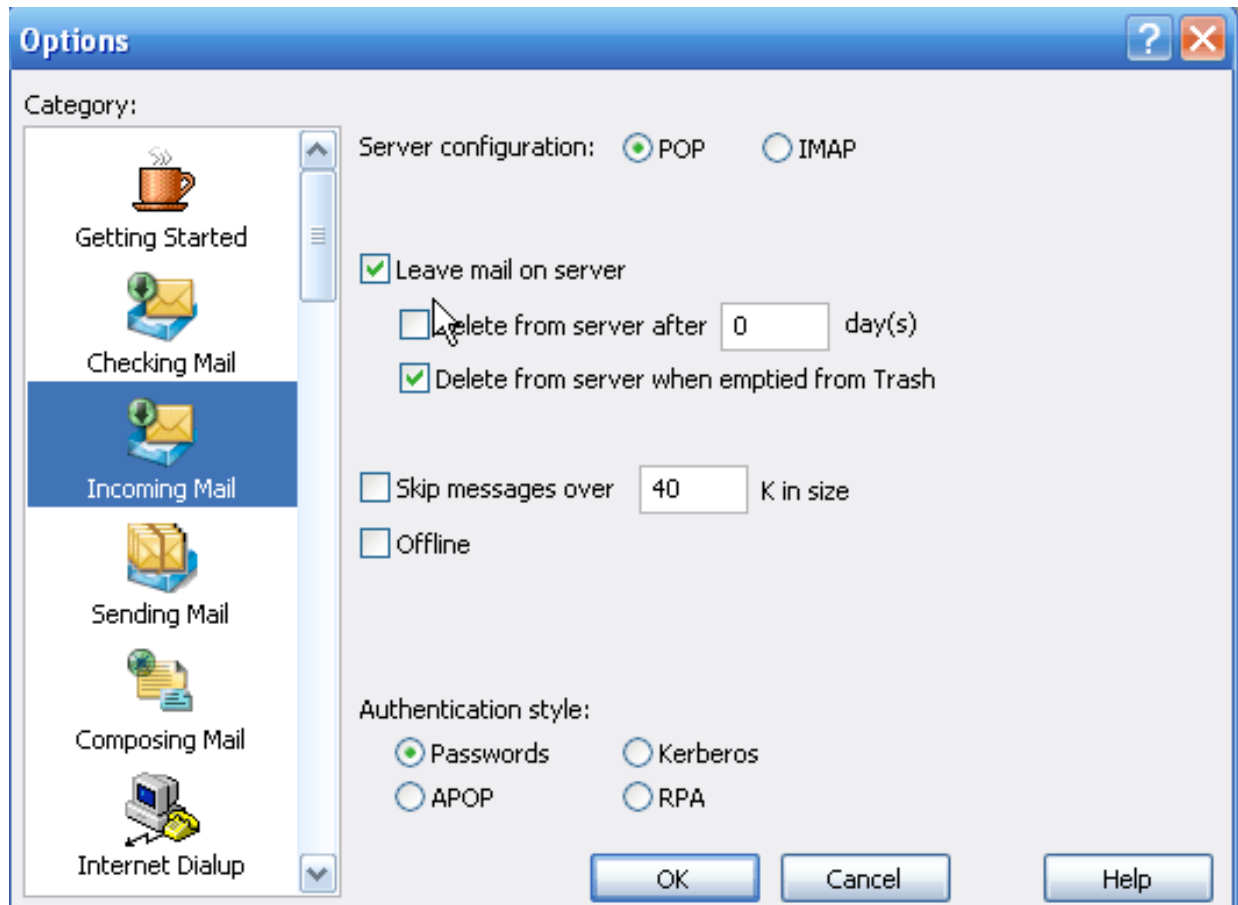 Options
Category:
Getting Started
Checking Mail
Incoming Mail
Sending Mail
Composing Mail
Internet Dialup
Server configuration: POP IMAP
Leave mail on server
Delete from server after 0 day(s)
Delete from server when emptied from Trash
Skip messages over 40 K in size
Offline
Authentication style:
Passwords Kerberos
APOP RPA
OK Cancel Help